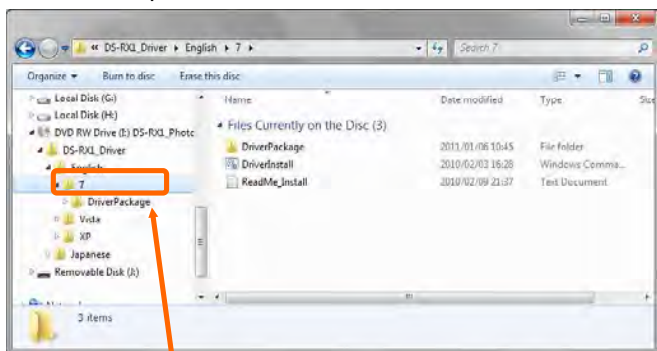 « DS-RX1_Driver ▸ English ▸ 7 ▸
Search 7
Organize ▾ Burn to disc Erase this disc
Local Disk (G:)
Local Disk (H:)
DVD RW Drive (I:) DS-RX1_Photo
DS-RX1_Driver
English
7
DriverPackage
Vista
XP
Japanese
Removable Disk (J:)
Name Date modified Type Size
Files Currently on the Disc (3)
DriverPackage 2011/01/06 10:45 File folder
DriverInstall 2010/02/03 16:28 Windows Comma...
ReadMe_Install 2010/02/09 21:37 Text Document
3 items